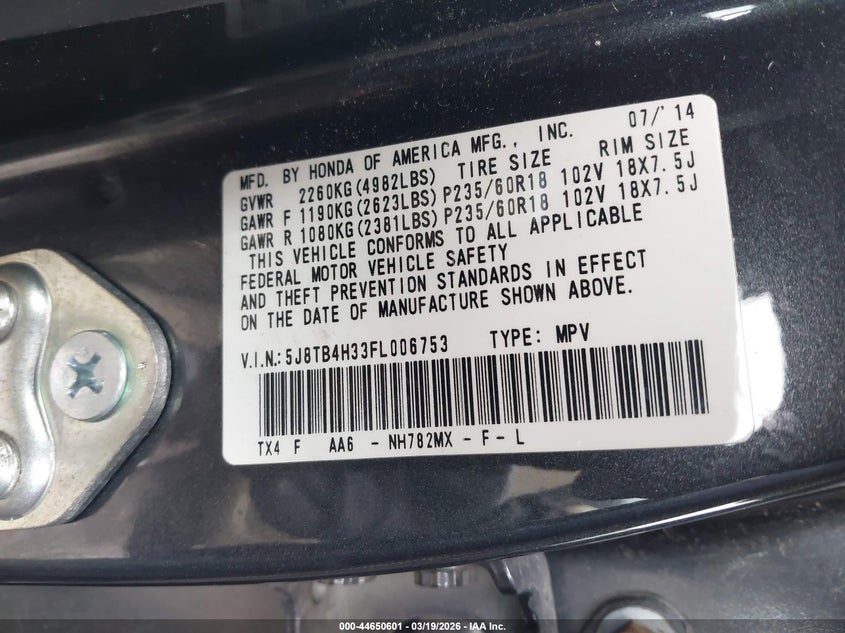 07/'14
MFD. BY HONDA OF AMERICA MFG., INC.
GVWR 2260KG(4982LBS) TIRE SIZE RIM SIZE
GAWR F 1190KG(2623LBS) P235/60R18 102V 18X7.5J
GAWR R 1080KG(2381LBS) P235/60R18 102V 18X7.5J
THIS VEHICLE CONFORMS TO ALL APPLICABLE
FEDERAL MOTOR VEHICLE SAFETY
AND THEFT PREVENTION STANDARDS IN EFFECT
ON THE DATE OF MANUFACTURE SHOWN ABOVE.
V.I.N.: 5J8TB4H33FL006753 TYPE: MPV
TX4 F AA6 - NH782MX - F - L
000-44650601 - 03/19/2026 - IAA Inc.